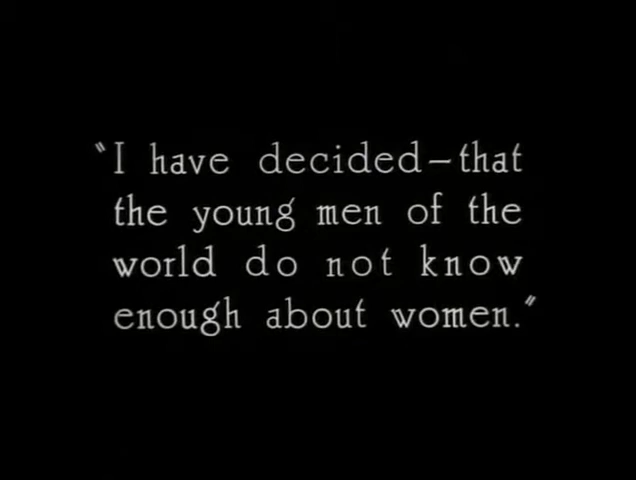 "I have decided—that
the young men of the
world do not know
enough about women."